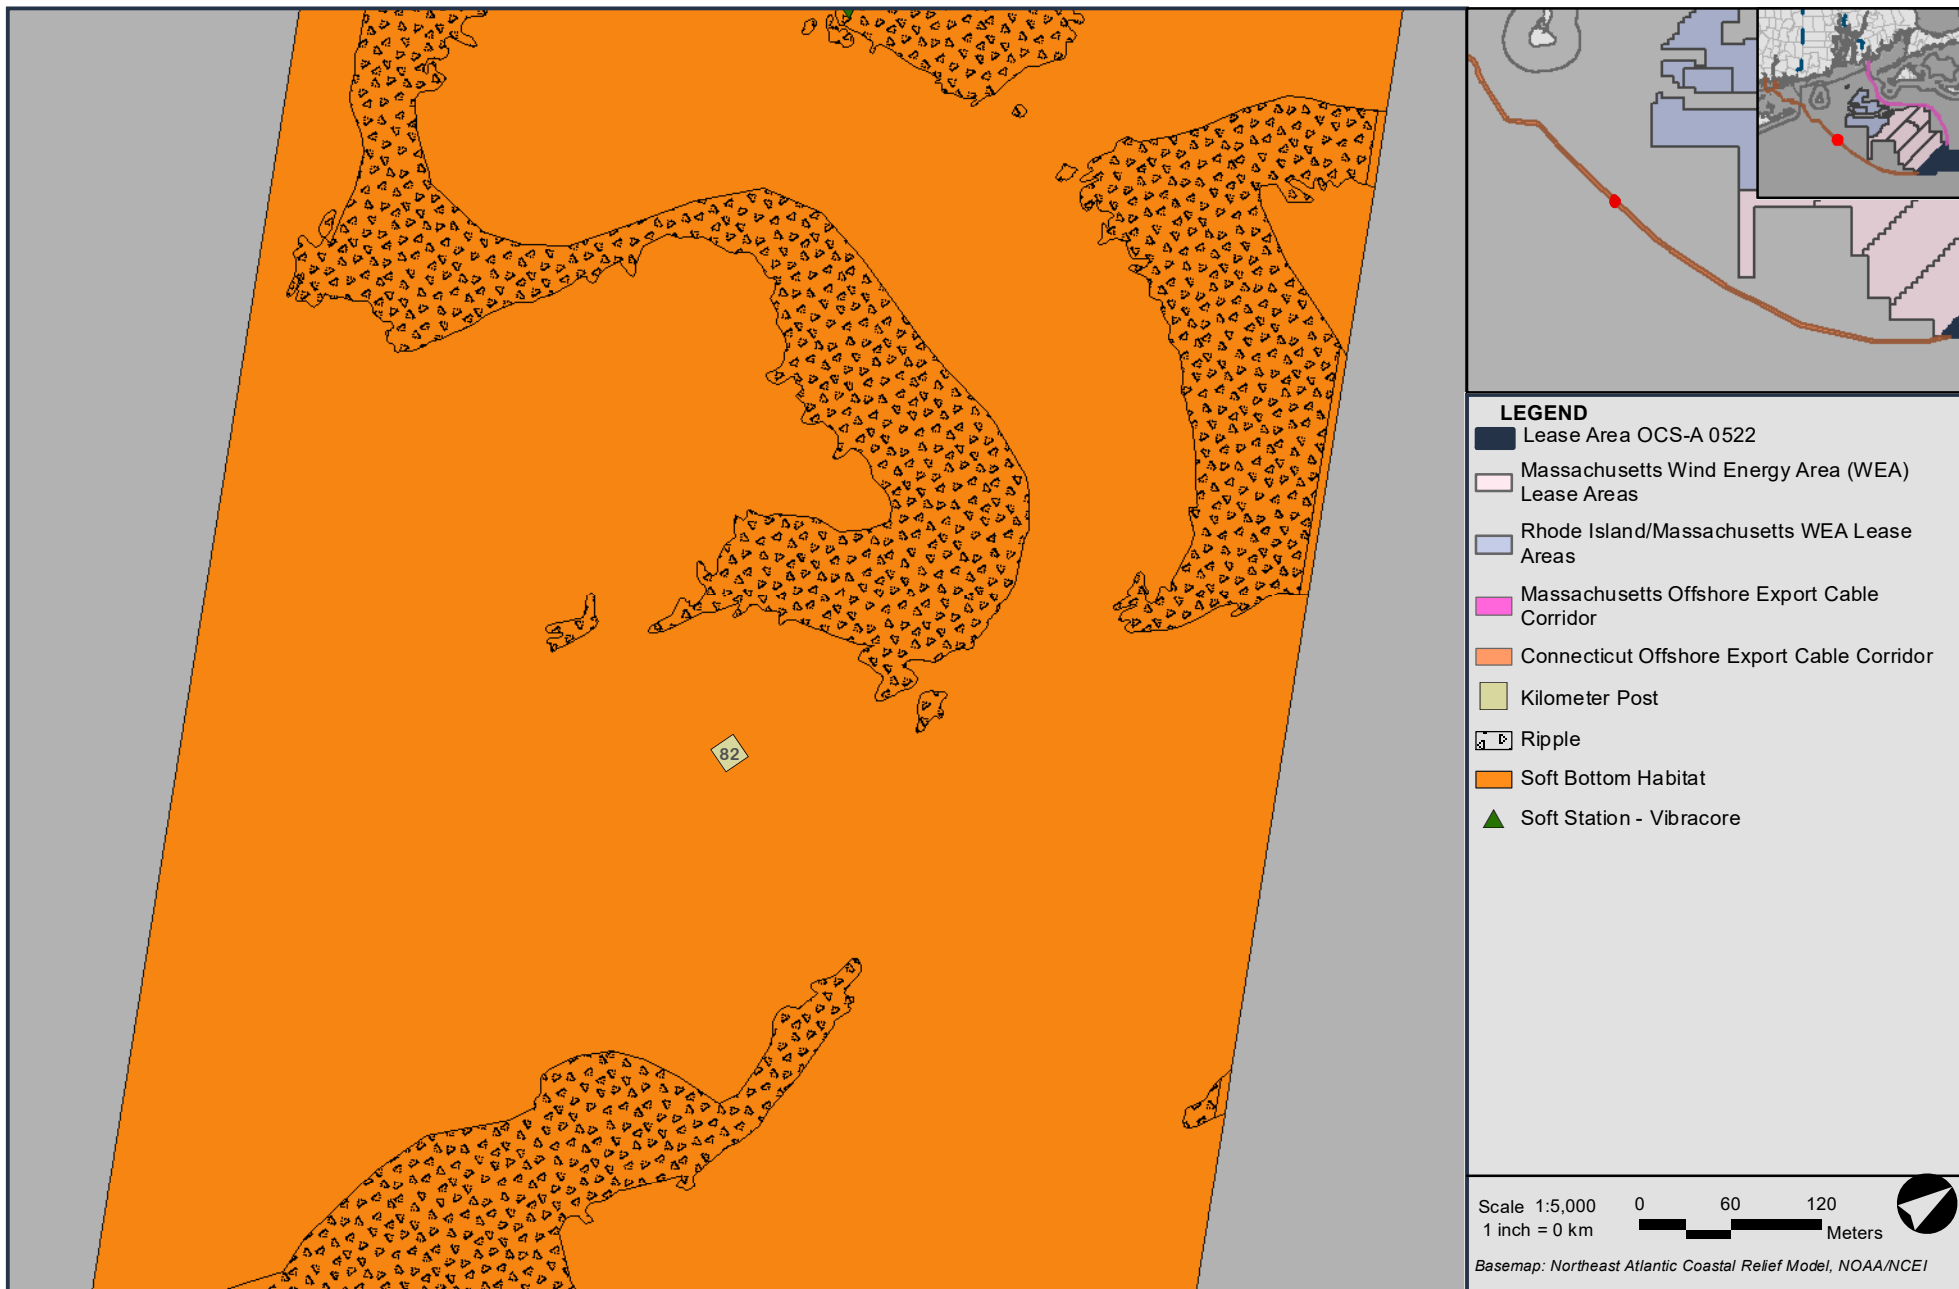 82
LEGEND
Lease Area OCS-A 0522
Massachusetts Wind Energy Area (WEA)
Lease Areas
Rhode Island/Massachusetts WEA Lease
Areas
Massachusetts Offshore Export Cable
Corridor
Connecticut Offshore Export Cable Corridor
Kilometer Post
Ripple
Soft Bottom Habitat
Soft Station - Vibracore
Scale 1:5,000
1 inch = 0 km
0 60 120
Meters
Basemap: Northeast Atlantic Coastal Relief Model, NOAA/NCEI